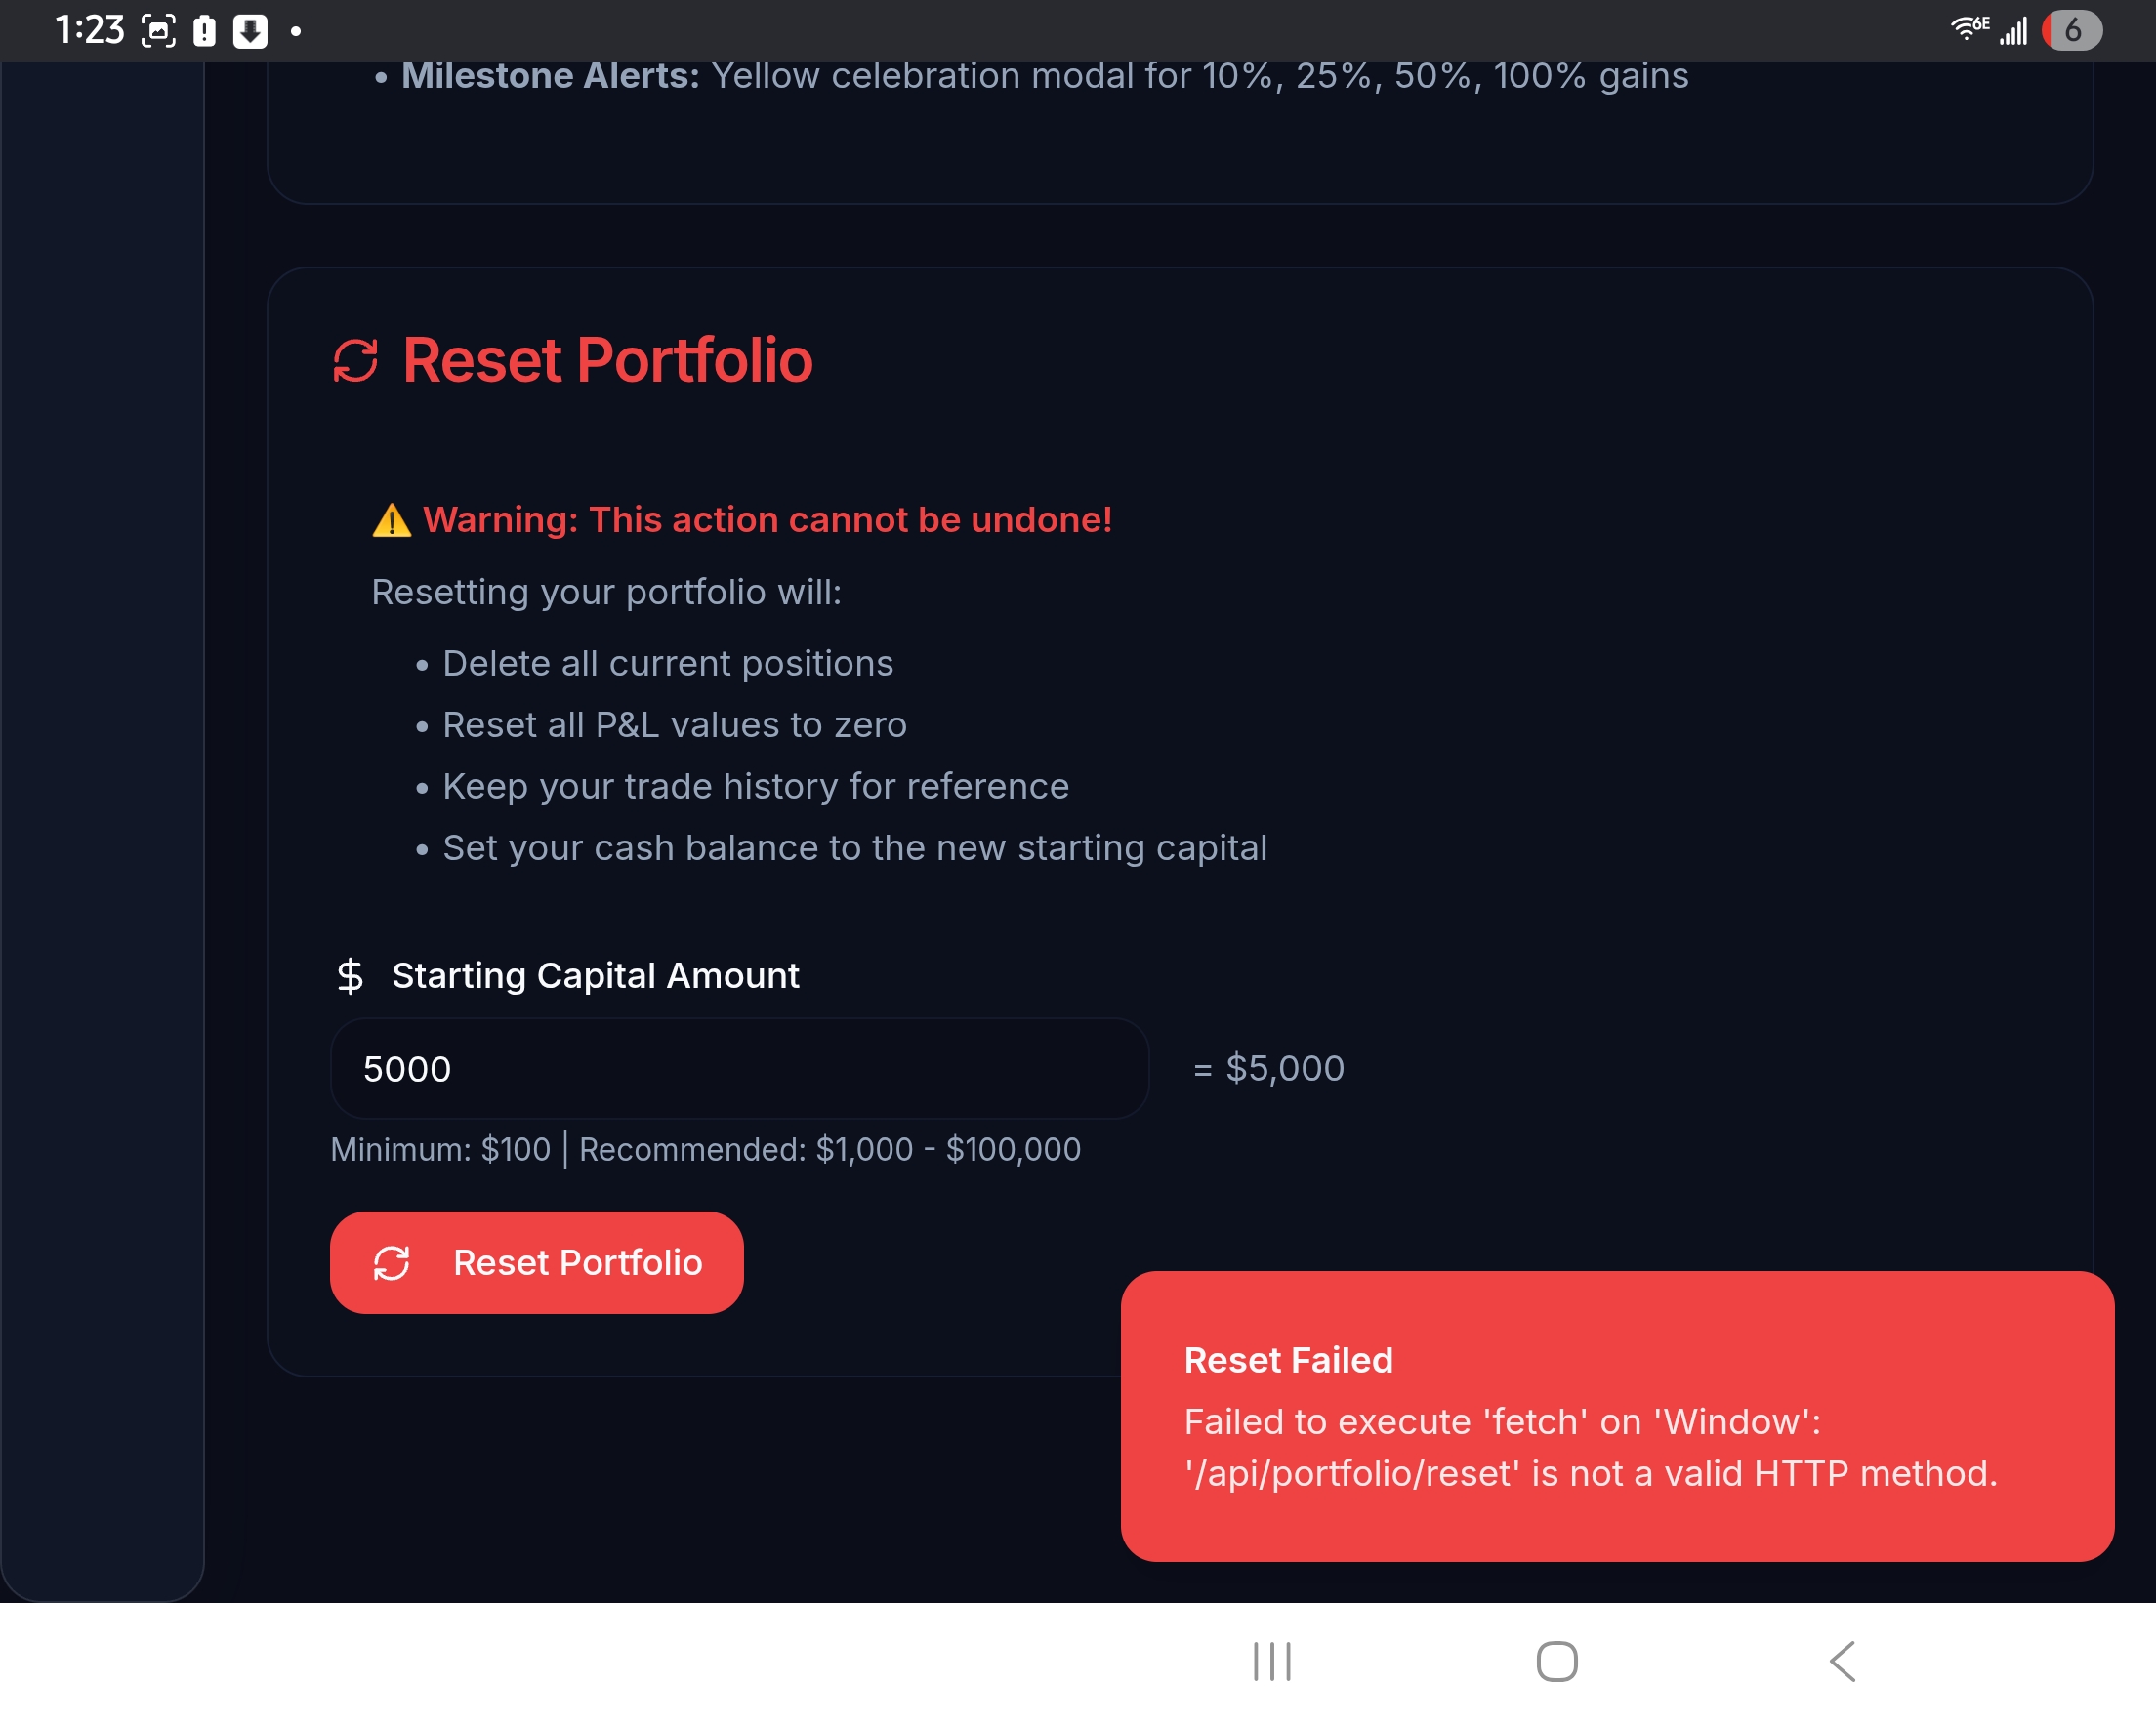 1:23
6E
6
• Milestone Alerts: Yellow celebration modal for 10%, 25%, 50%, 100% gains
Reset Portfolio
⚠️ Warning: This action cannot be undone!
Resetting your portfolio will:
• Delete all current positions
• Reset all P&L values to zero
• Keep your trade history for reference
• Set your cash balance to the new starting capital
$ Starting Capital Amount
5000
= $5,000
Minimum: $100 | Recommended: $1,000 - $100,000
Reset Portfolio
Reset Failed
Failed to execute 'fetch' on 'Window':
'/api/portfolio/reset' is not a valid HTTP method.